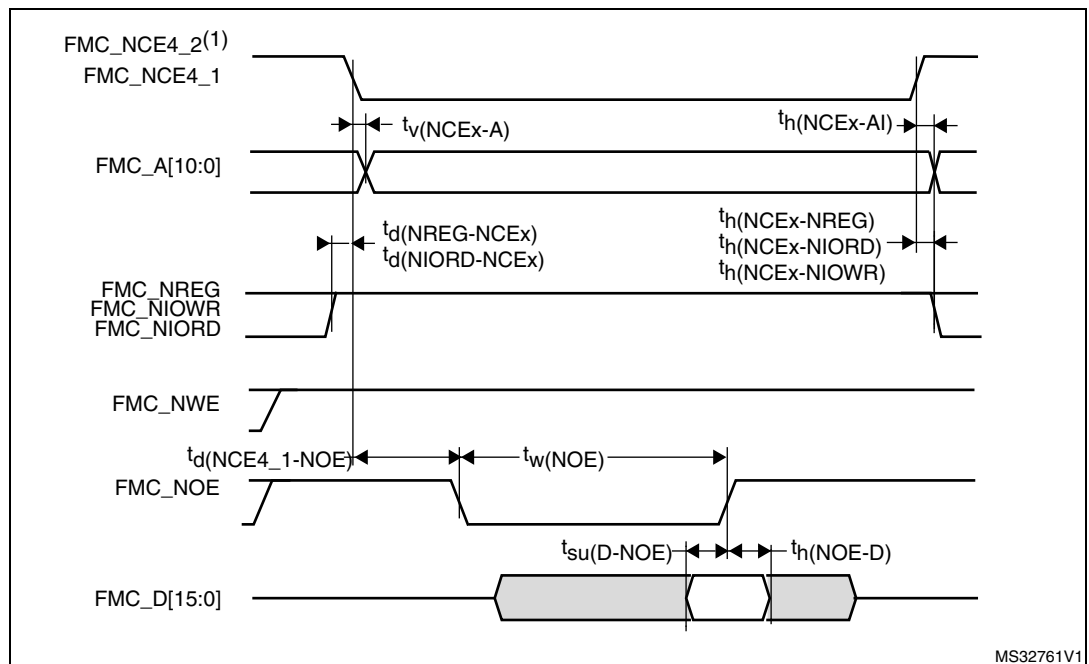 FMC_NCE4_2(1)
FMC_NCE4_1
tv(NCEx-A)
th(NCEx-AI)
FMC_A[10:0]
td(NREG-NCEx)
td(NIORD-NCEx)
th(NCEx-NREG)
th(NCEx-NIORD)
th(NCEx-NIOWR)
FMC_NREG
FMC_NIOWR
FMC_NIORD
FMC_NWE
td(NCE4_1-NOE)
tw(NOE)
FMC_NOE
tsu(D-NOE)
th(NOE-D)
FMC_D[15:0]
MS32761V1